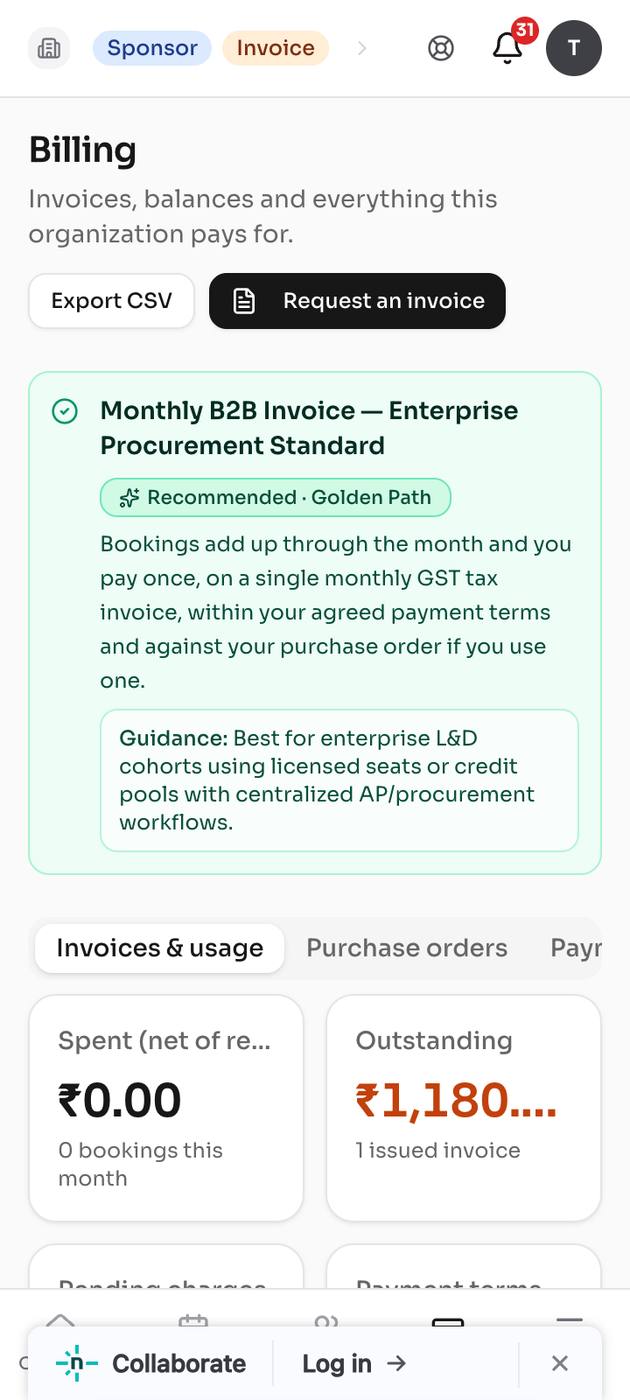 Sponsor Invoice 31 T
Billing
Invoices, balances and everything this
organization pays for.
Export CSV Request an invoice
Monthly B2B Invoice — Enterprise
Procurement Standard
Recommended · Golden Path
Bookings add up through the month and you
pay once, on a single monthly GST tax
invoice, within your agreed payment terms
and against your purchase order if you use
one.
Guidance: Best for enterprise L&D
cohorts using licensed seats or credit
pools with centralized AP/procurement
workflows.
Invoices & usage Purchase orders Payr
Spent (net of re... Outstanding
₹0.00 ₹1,180....
0 bookings this 1 issued invoice
month
Pending charges Payment terms
n Collaborate Log in →